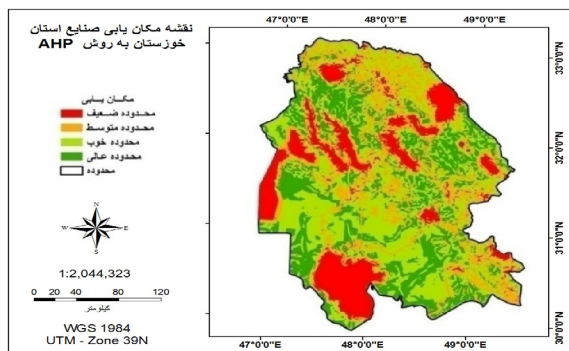 نقشه مکان یابی صنایع استان
خوزستان به روش AHP
مکان یابی
محدوده ضعیف
محدوده متوسط
محدوده خوب
محدوده عالی
محدوده
N
W E
S
1:2,044,323
0 20 40 80 120
کیلومتر
WGS 1984
UTM - Zone 39N
47°0'0"E 48°0'0"E 49°0'0"E
33°0'0"N
32°0'0"N
31°0'0"N
30°0'0"N
47°0'0"E 48°0'0"E 49°0'0"E